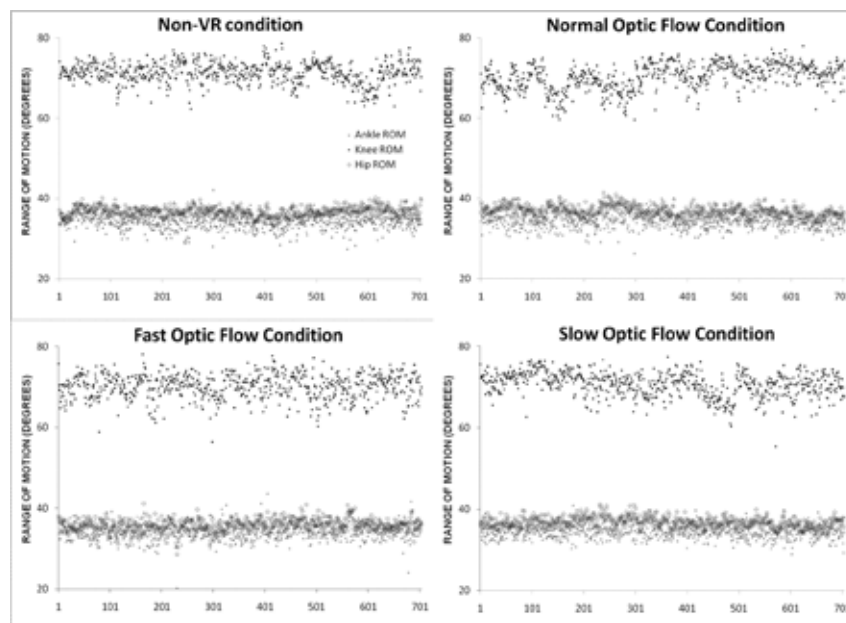 Non-VR condition
RANGE OF MOTION (DEGREES)
80
60
40
20
Ankle ROM
Knee ROM
Hip ROM
1 101 201 301 401 501 601 701
Normal Optic Flow Condition
RANGE OF MOTION (DEGREES)
80
60
40
20
1 101 201 301 401 501 601 701
Fast Optic Flow Condition
RANGE OF MOTION (DEGREES)
80
60
40
20
1 101 201 301 401 501 601 701
Slow Optic Flow Condition
RANGE OF MOTION (DEGREES)
80
60
40
20
1 101 201 301 401 501 601 701